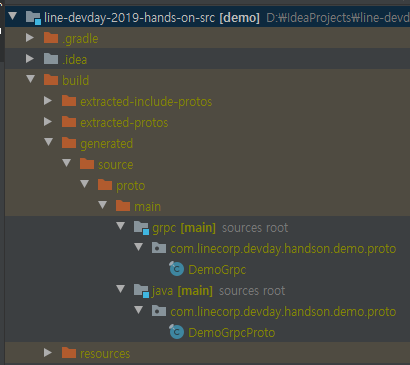 line-devday-2019-hands-on-src [demo] D:₩IdeaProjects₩line-devd
.gradle
.idea
build
extracted-include-protos
extracted-protos
generated
source
proto
main
grpc [main] sources root
com.linecorp.devday.handson.demo.proto
DemoGrpc
java [main] sources root
com.linecorp.devday.handson.demo.proto
DemoGrpcProto
resources